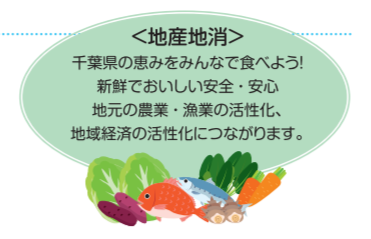 ＜地産地消＞
千葉県の恵みをみんなで食べよう!
新鮮でおいしい安全・安心
地元の農業・漁業の活性化、
地域経済の活性化につながります。